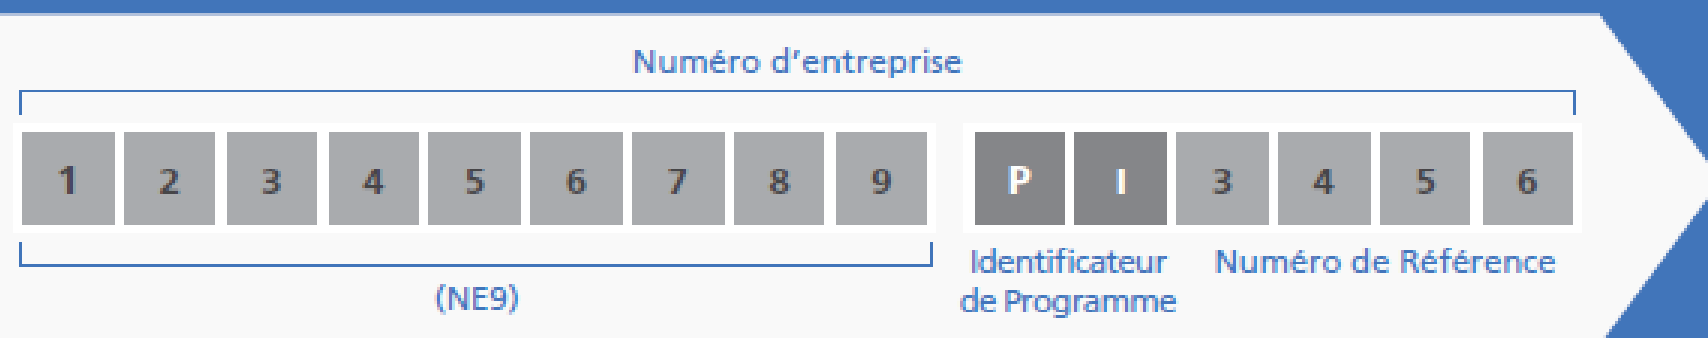 Numéro d'entreprise
1 2 3 4 5 6 7 8 9 P I 3 4 5 6
(NE9)
Identificateur
de Programme
Numéro de Référence